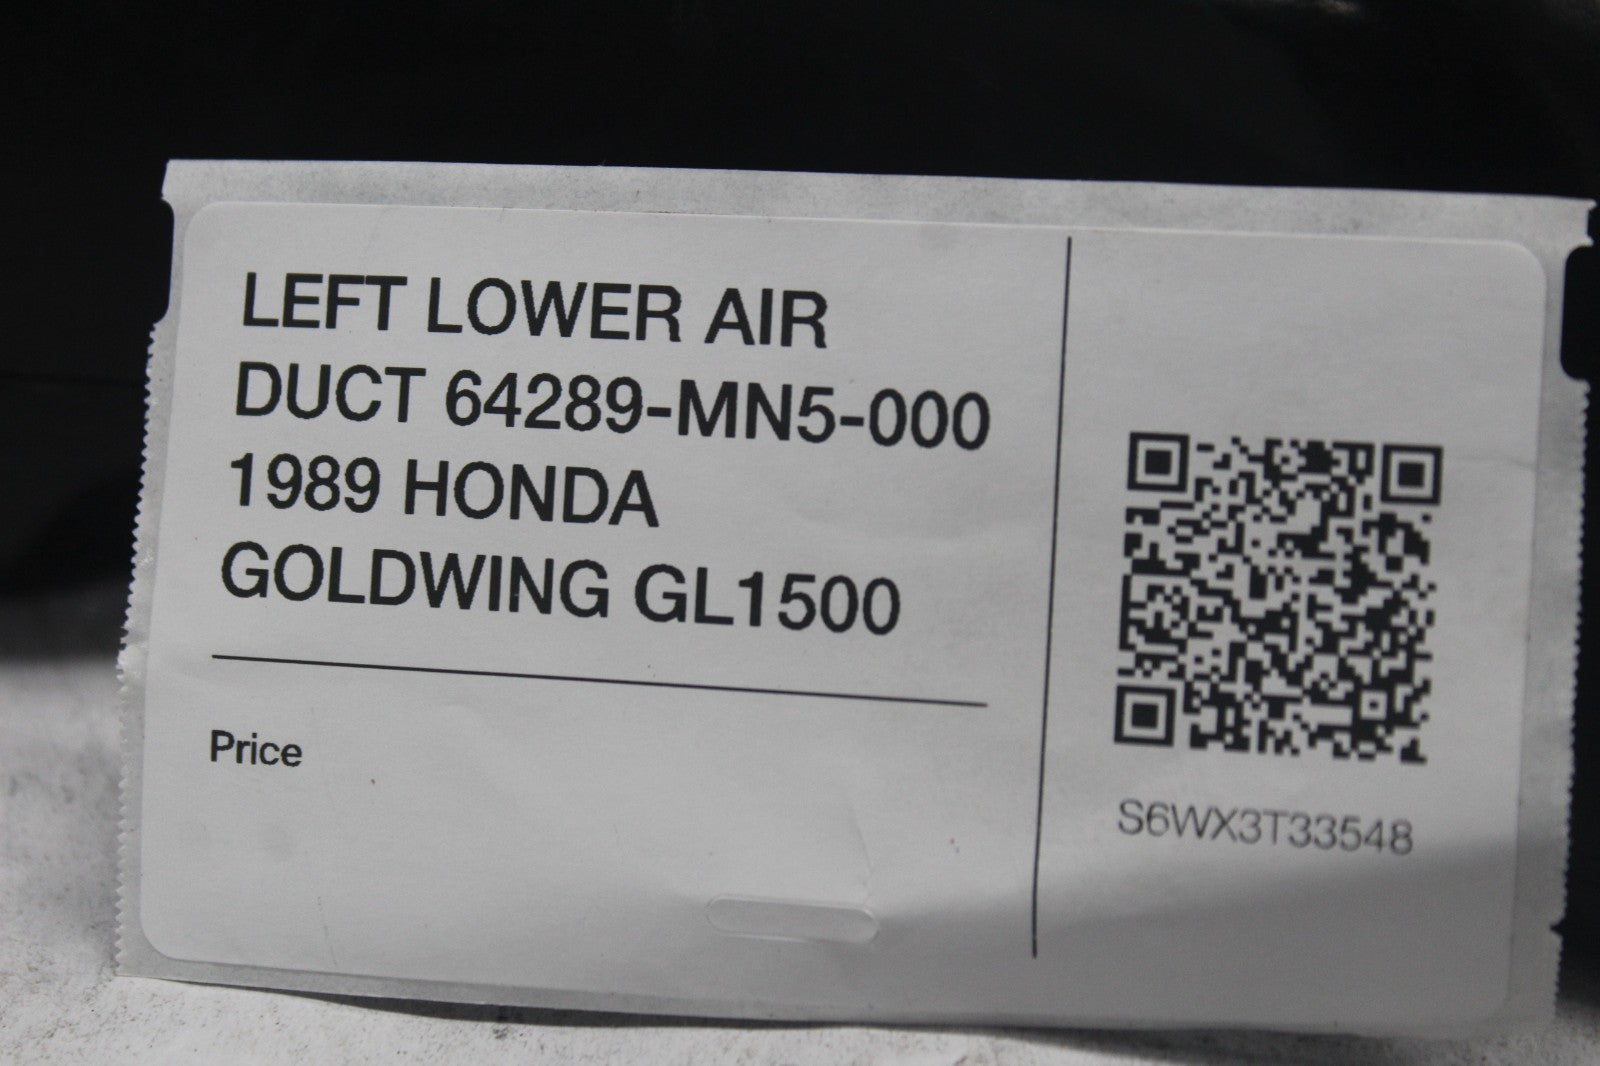 LEFT LOWER AIR
DUCT 64289-MN5-000
1989 HONDA
GOLDWING GL1500
Price
S6WX3T33548